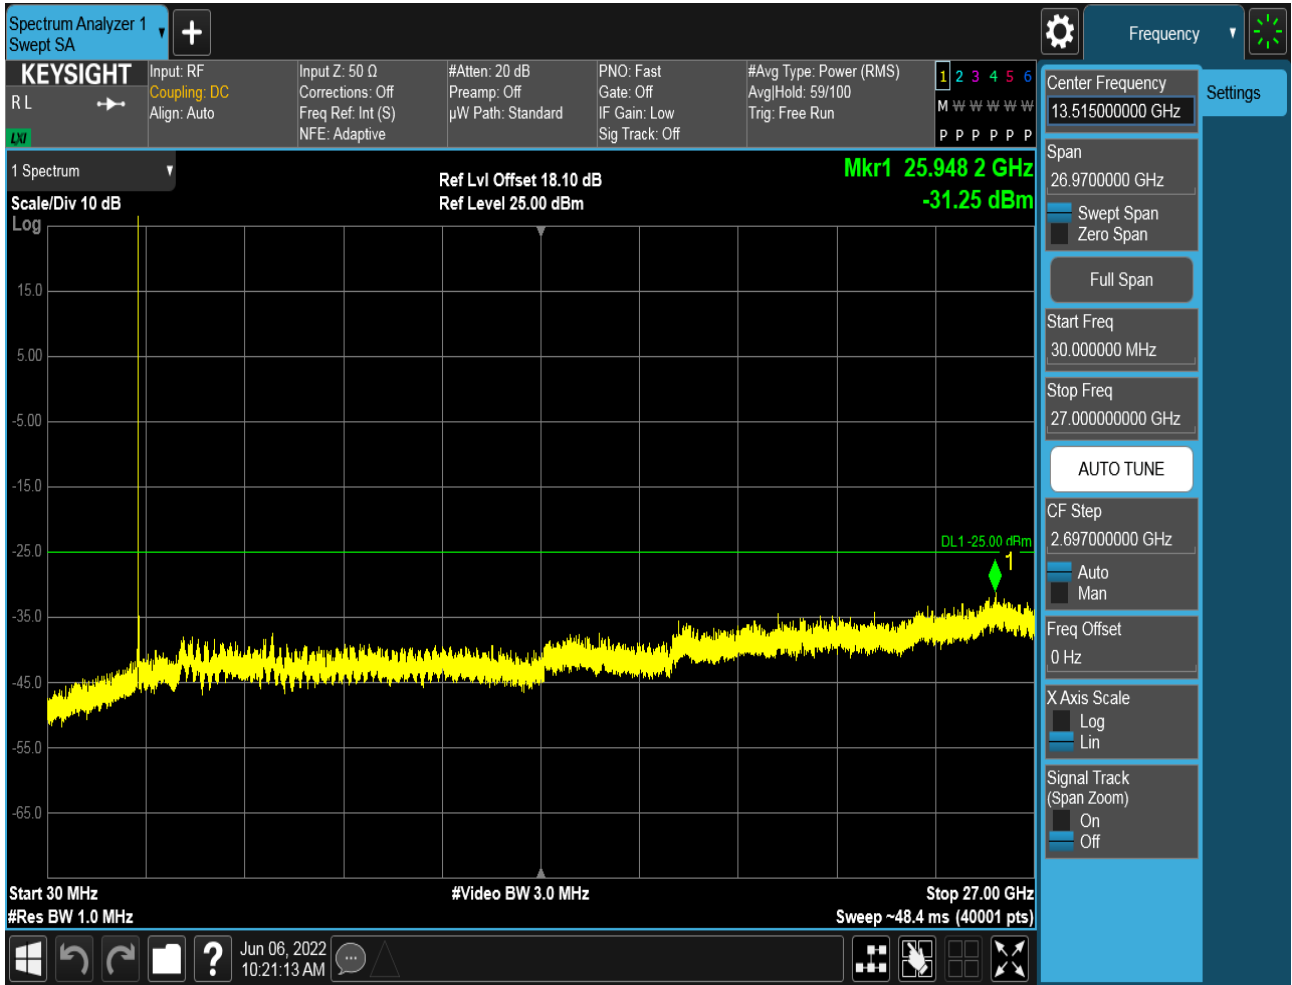 Spectrum Analyzer 1
Swept SA
Frequency
KEYSIGHT
R L
LXI
Input: RF
Coupling: DC
Align: Auto
Input Z: 50 Ω
Corrections: Off
Freq Ref: Int (S)
NFE: Adaptive
#Atten: 20 dB
Preamp: Off
µW Path: Standard
PNO: Fast
Gate: Off
IF Gain: Low
Sig Track: Off
#Avg Type: Power (RMS)
Avg|Hold: 59/100
Trig: Free Run
1 2 3 4 5 6
M W W W W W
P P P P P P
1 Spectrum
Scale/Div 10 dB
Log
Ref Lvl Offset 18.10 dB
Ref Level 25.00 dBm
Mkr1 25.948 2 GHz
-31.25 dBm
15.0
5.00
-5.00
-15.0
-25.0
-35.0
-45.0
-55.0
-65.0
DL1 -25.00 dBm
1
Start 30 MHz
#Res BW 1.0 MHz
#Video BW 3.0 MHz
Stop 27.00 GHz
Sweep ~48.4 ms (40001 pts)
Jun 06, 2022
10:21:13 AM
?
Center Frequency
13.515000000 GHz
Settings
Span
26.9700000 GHz
Swept Span
Zero Span
Full Span
Start Freq
30.000000 MHz
Stop Freq
27.000000000 GHz
AUTO TUNE
CF Step
2.697000000 GHz
Auto
Man
Freq Offset
0 Hz
X Axis Scale
Log
Lin
Signal Track
(Span Zoom)
On
Off